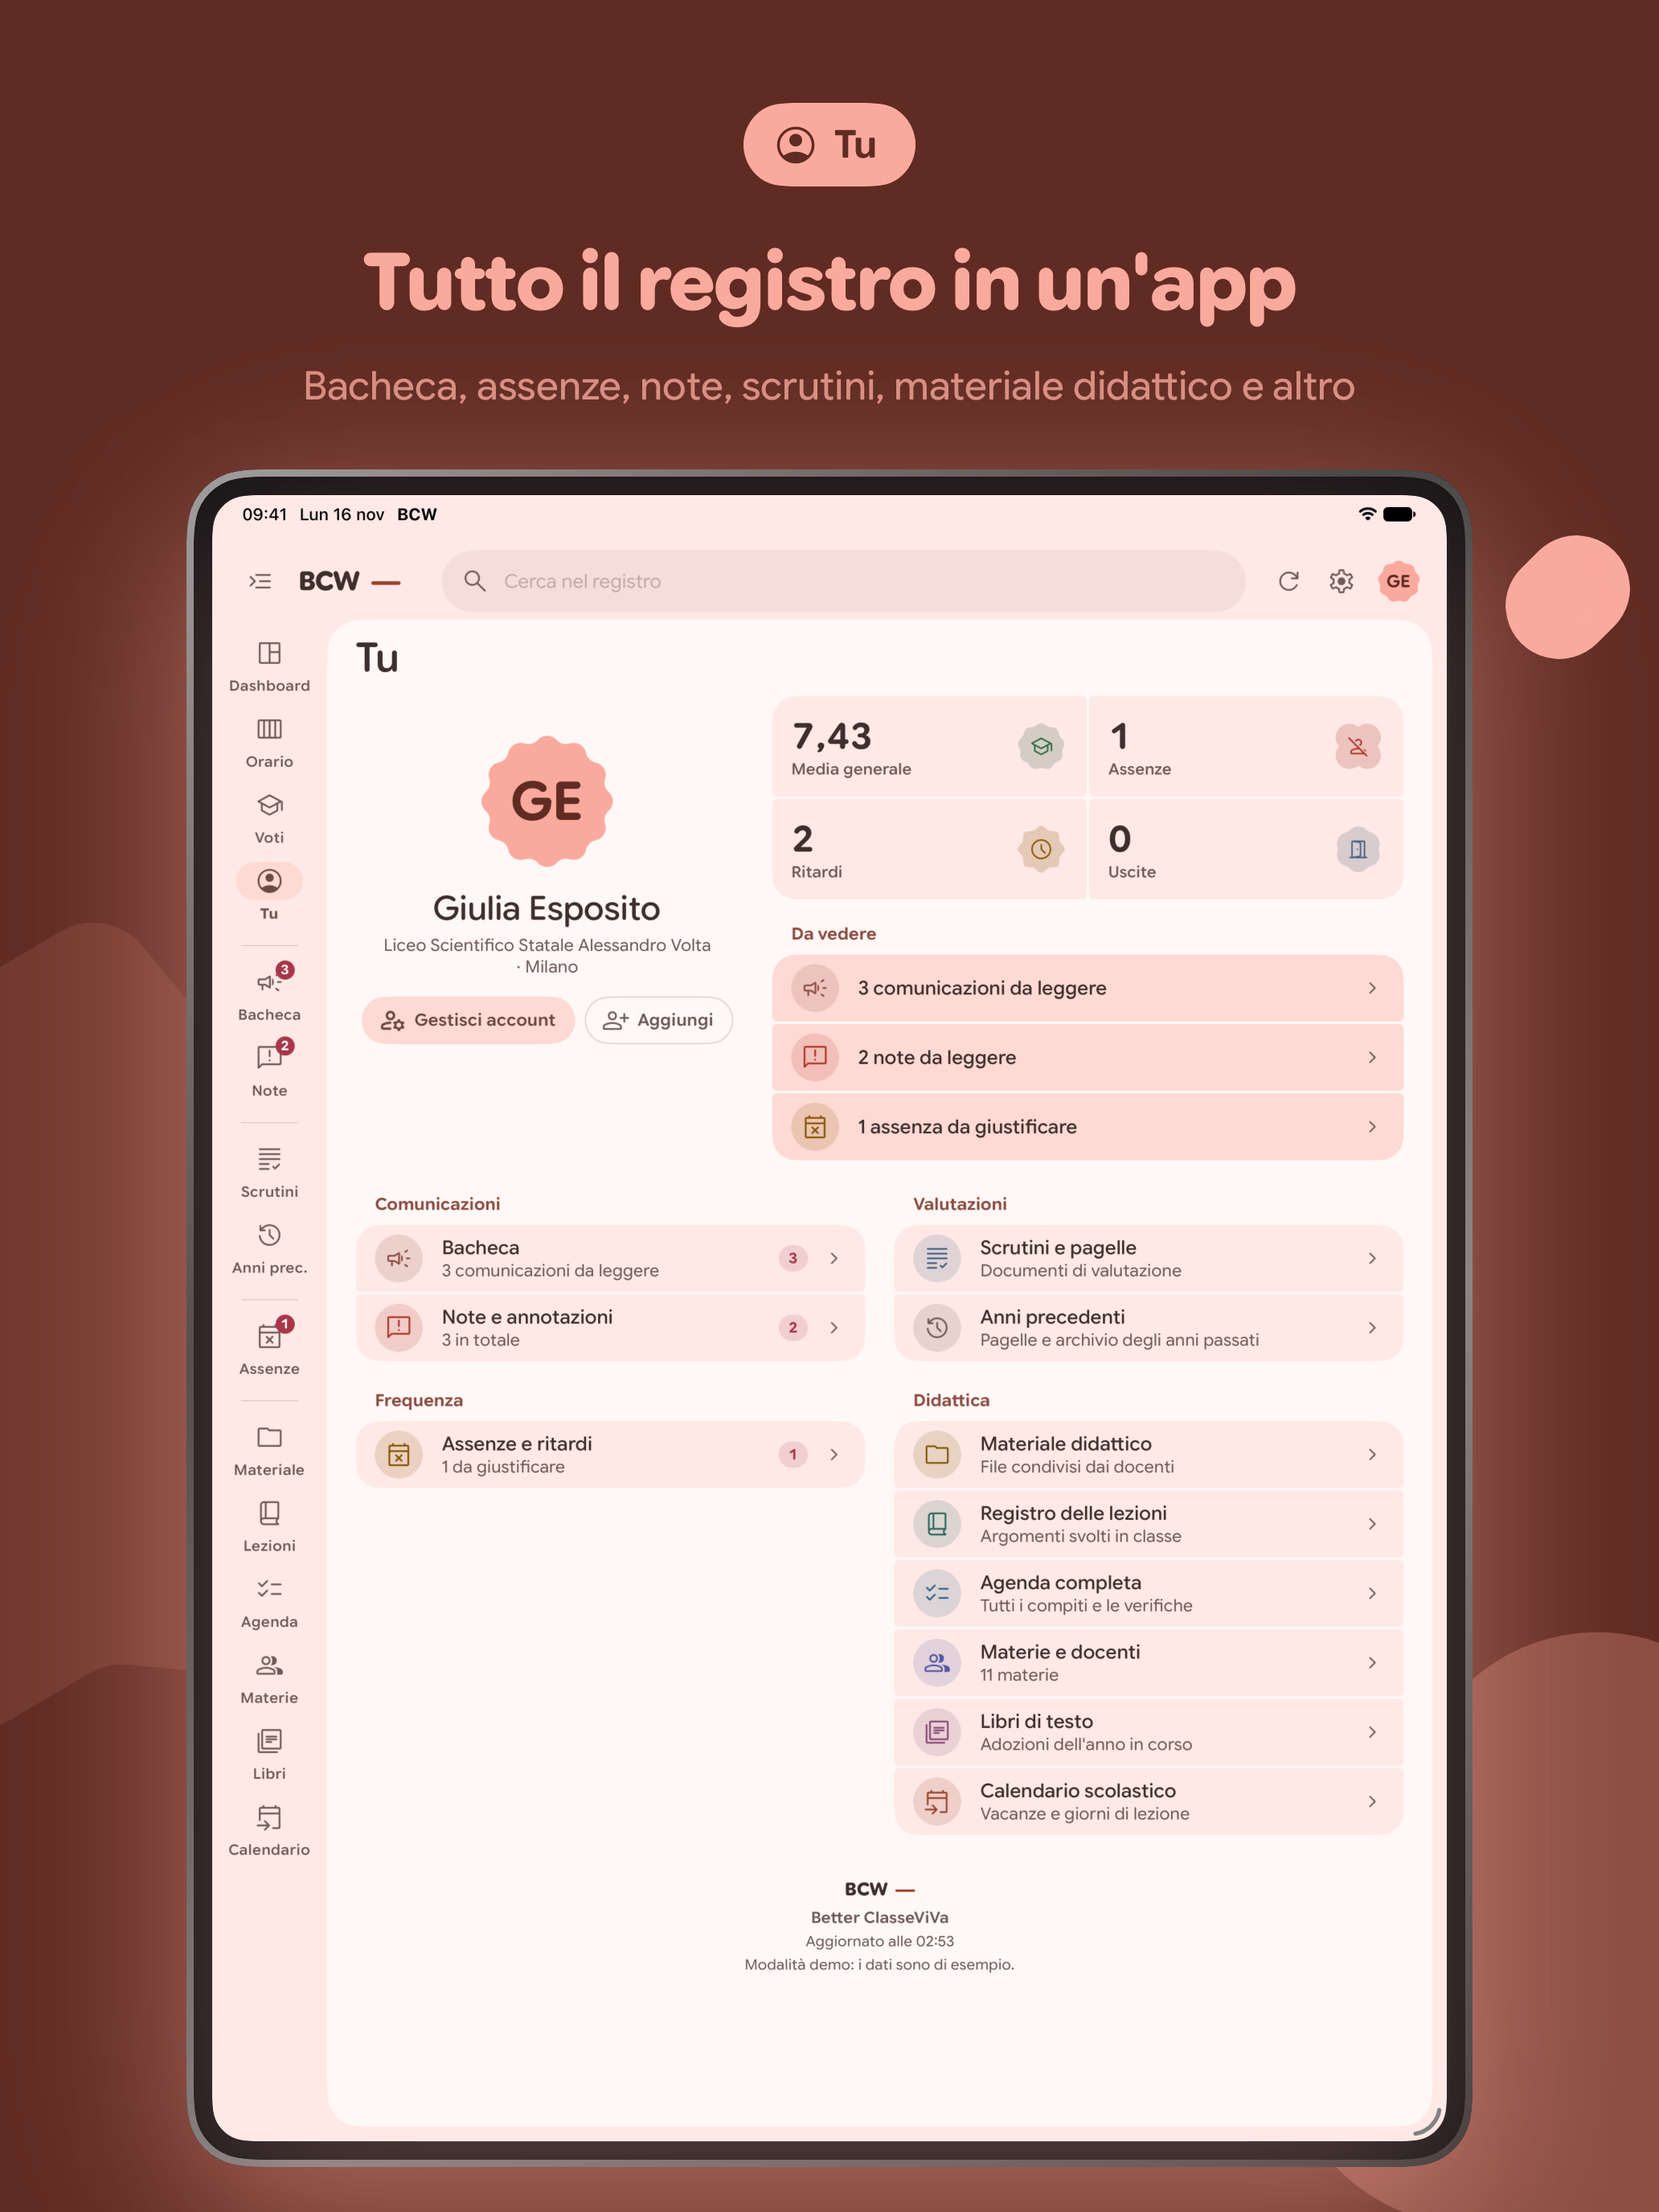 Tu
Tutto il registro in un'app
Bacheca, assenze, note, scrutini, materiale didattico e altro
09:41 Lun 16 nov BCW
BCW
Cerca nel registro
GE
Dashboard
Orario
Voti
Tu
3
Bacheca
2
Note
Scrutini
Anni prec.
1
Assenze
Materiale
Lezioni
Agenda
Materie
Libri
Calendario
Tu
GE
Giulia Esposito
Liceo Scientifico Statale Alessandro Volta
· Milano
Gestisci account
Aggiungi
7,43
Media generale
1
Assenze
2
Ritardi
0
Uscite
Da vedere
3 comunicazioni da leggere
2 note da leggere
1 assenza da giustificare
Comunicazioni
Bacheca
3 comunicazioni da leggere
3
Note e annotazioni
3 in totale
2
Valutazioni
Scrutini e pagelle
Documenti di valutazione
Anni precedenti
Pagelle e archivio degli anni passati
Frequenza
Assenze e ritardi
1 da giustificare
1
Didattica
Materiale didattico
File condivisi dai docenti
Registro delle lezioni
Argomenti svolti in classe
Agenda completa
Tutti i compiti e le verifiche
Materie e docenti
11 materie
Libri di testo
Adozioni dell'anno in corso
Calendario scolastico
Vacanze e giorni di lezione
BCW
Better ClasseViVa
Aggiornato alle 02:53
Modalità demo: i dati sono di esempio.